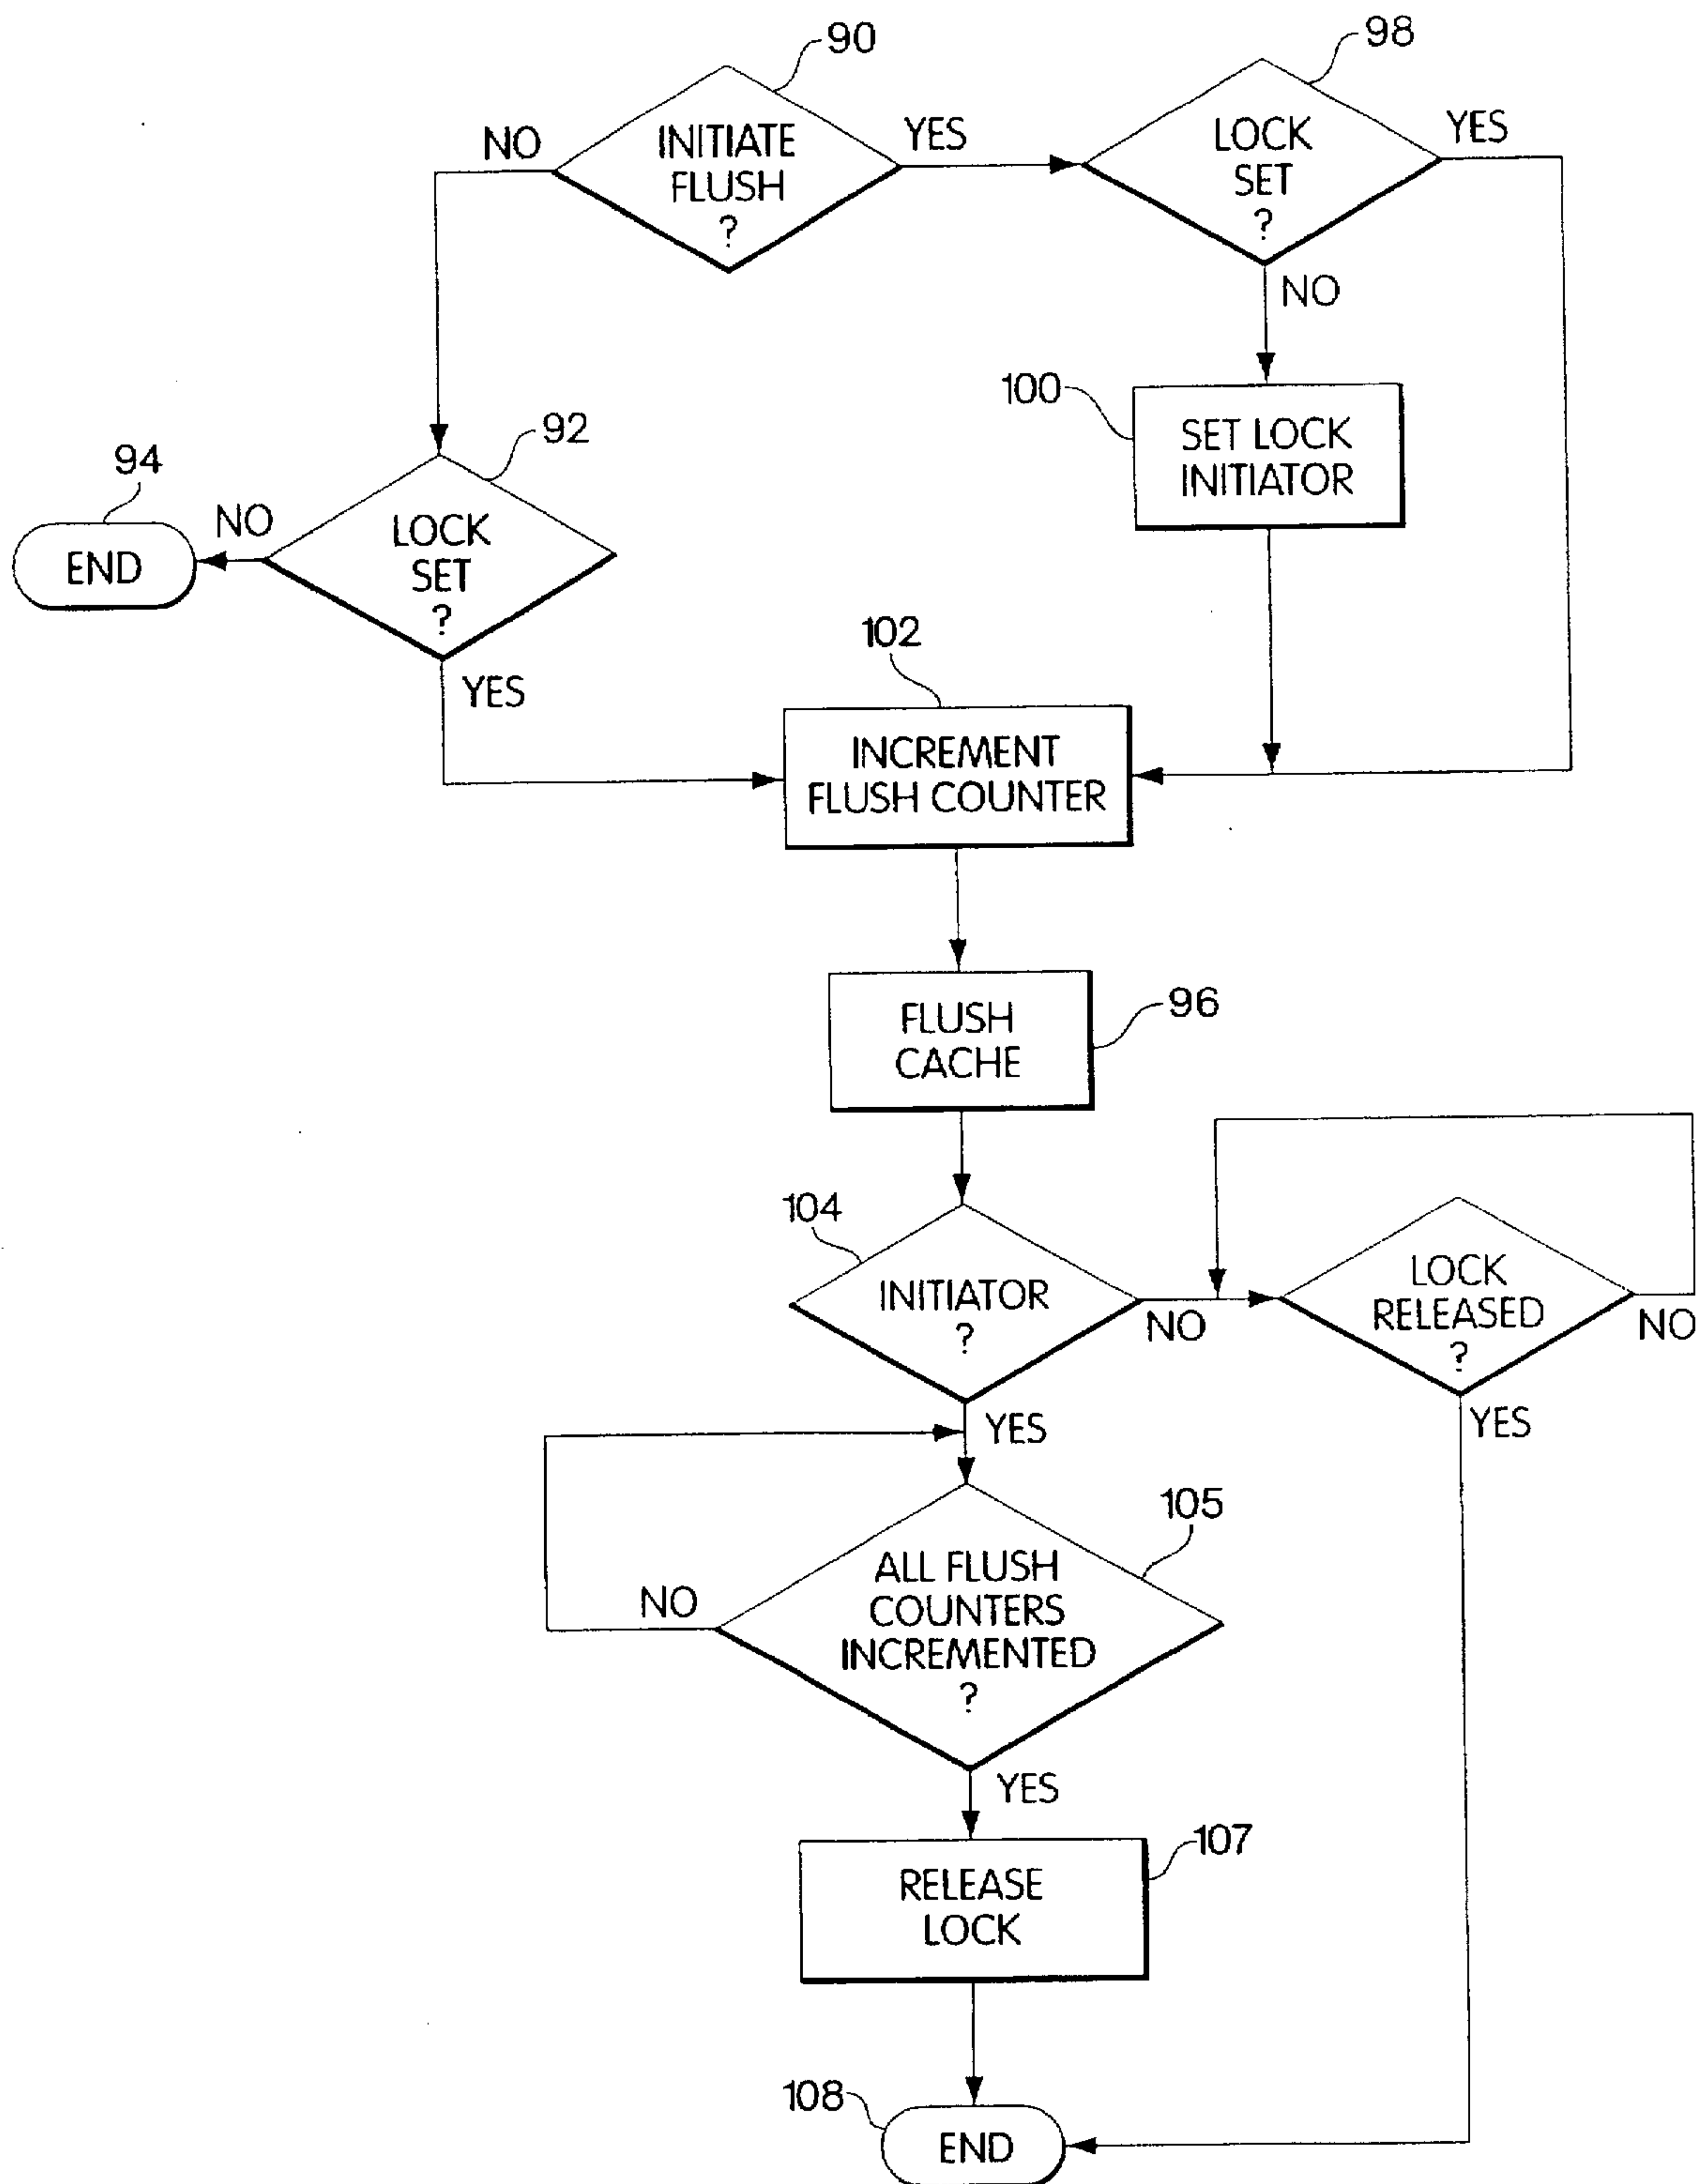 90
98
NO
INITIATE
FLUSH
?
YES
LOCK
SET
?
YES
NO
100
SET LOCK
INITIATOR
94
END
NO
92
LOCK
SET
?
YES
102
INCREMENT
FLUSH COUNTER
FLUSH
CACHE
96
104
INITIATOR
?
NO
LOCK
RELEASED
?
NO
YES
YES
105
ALL FLUSH
COUNTERS
INCREMENTED
?
NO
YES
107
RELEASE
LOCK
108
END